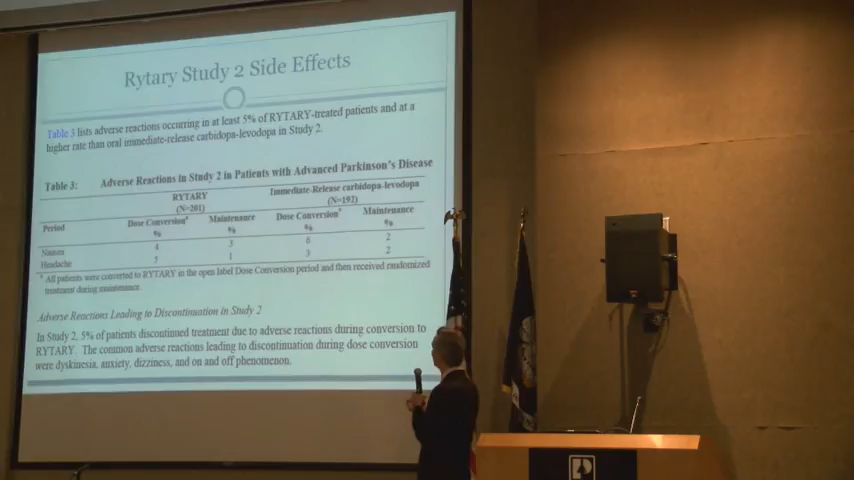 Rytary Study 2 Side Effects
Table 3 lists adverse reactions occurring in at least 5% of RYTARY-treated patients and at a
higher rate than oral immediate-release carbidopa-levodopa in Study 2.
Table 3: Adverse Reactions in Study 2 in Patients with Advanced Parkinson's Disease
RYTARY
(N=201)
Immediate-Release carbidopa-levodopa
(N=192)
Period
Dose Conversion*
%
Maintenance
%
Dose Conversion*
%
Maintenance
%
Nausea 4 3 6 2
Headache 5 1 3 2
* All patients were converted to RYTARY in the open label Dose Conversion period and then received randomized
treatment during maintenance.
Adverse Reactions Leading to Discontinuation in Study 2
In Study 2, 5% of patients discontinued treatment due to adverse reactions during conversion to
RYTARY. The common adverse reactions leading to discontinuation during dose conversion
were dyskinesia, anxiety, dizziness, and on and off phenomenon.